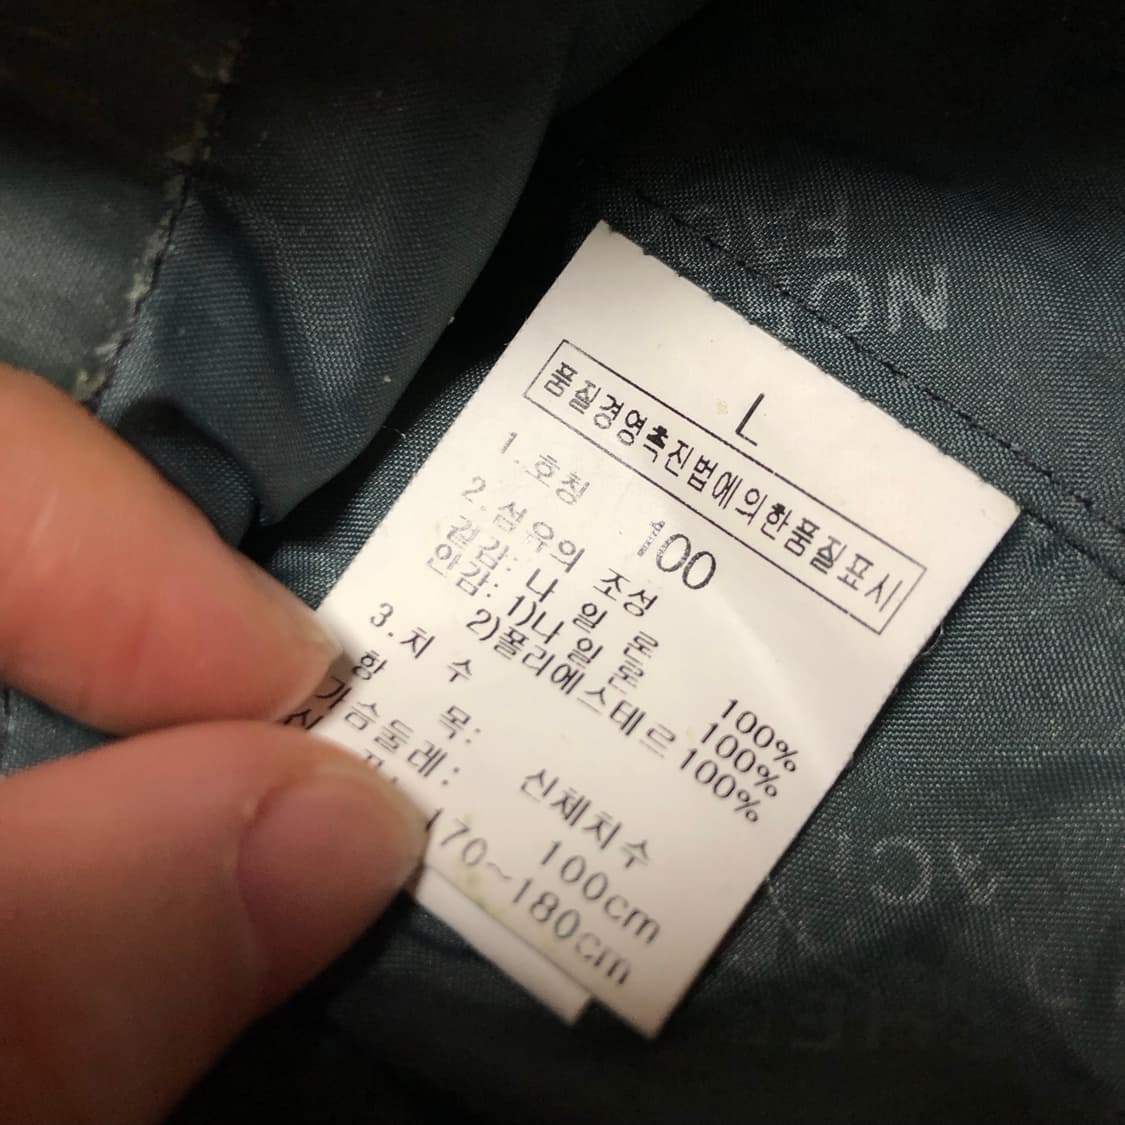 L
품질경영촉진법에의한품질표시
1.호칭 100
2.섬유의 조성
겉감: 나 일 론 100%
안감: 1)나 일 론 100%
2)폴리에스테르 100%
3.치 수
항 목: 신체치수
가슴둘레: 100cm
170~180cm